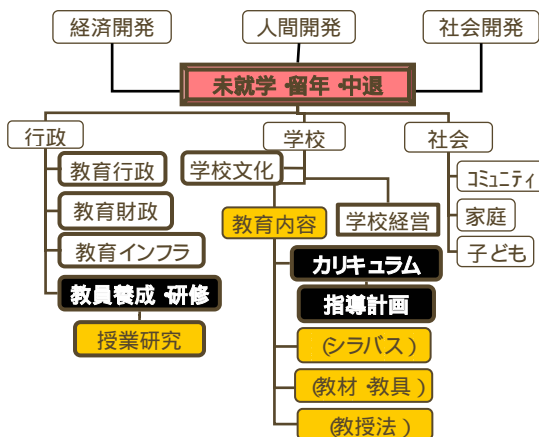 経済開発
人間開発
社会開発
未就学・留年・中退
行政
学校
社会
教育行政
教育財政
教育インフラ
教員養成・研修
授業研究
学校文化
学校経営
教育内容
カリキュラム
指導計画
(シラバス)
(教材・教具)
(教授法)
コミュニティ
家庭
子ども